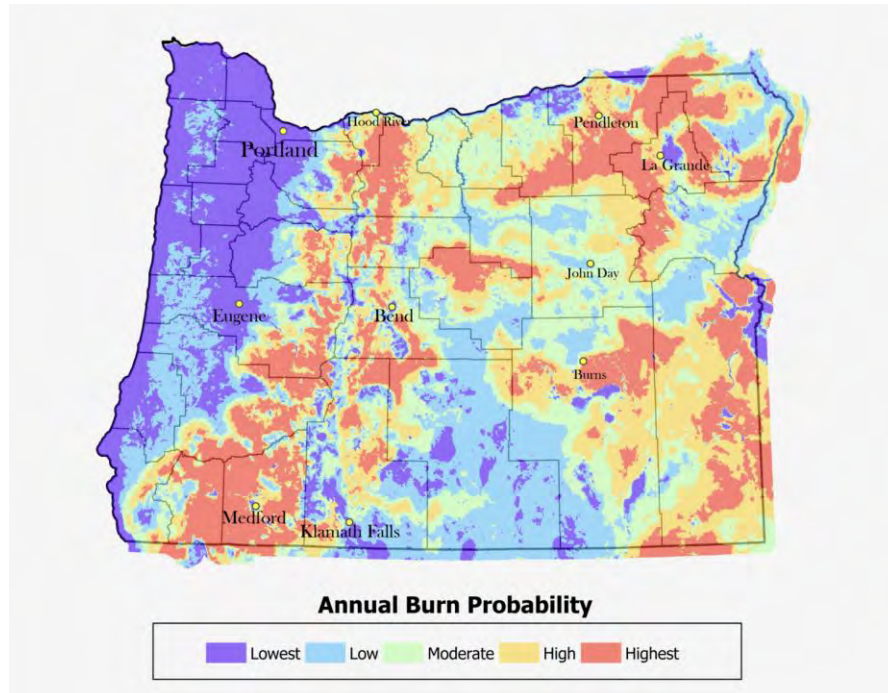 Hood River
Pendleton
Portland
La Grande
John Day
Eugene
Bend
Burns
Medford
Klamath Falls
Annual Burn Probability
Lowest Low Moderate High Highest